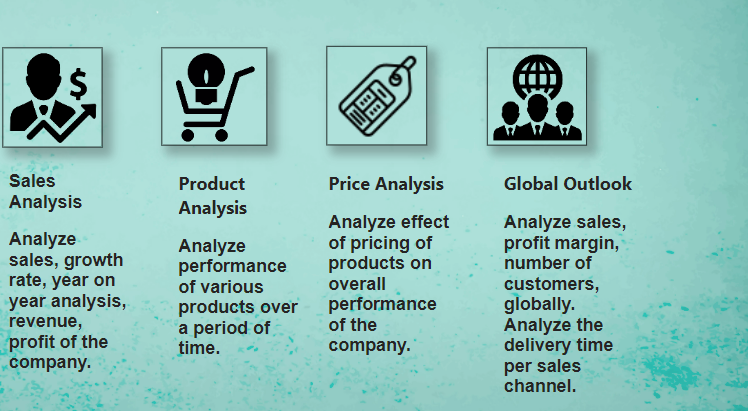 Sales
Analysis
Analyze
sales, growth
rate, year on
year analysis,
revenue,
profit of the
company.
Product
Analysis
Analyze
performance
of various
products over
a period of
time.
Price Analysis
Analyze effect
of pricing of
products on
overall
performance
of the
company.
Global Outlook
Analyze sales,
profit margin,
number of
customers,
globally.
Analyze the
delivery time
per sales
channel.